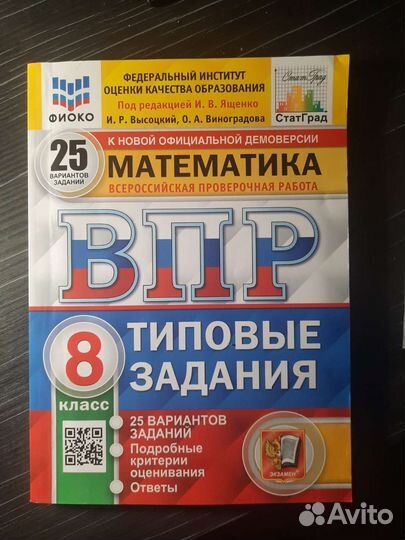 ФЕДЕРАЛЬНЫЙ ИНСТИТУТ
ОЦЕНКИ КАЧЕСТВА ОБРАЗОВАНИЯ
Под редакцией И. В. Ященко
И. Р. Высоцкий, О. А. Виноградова
ФИОКО
СтатГрад
СтатГрад
К НОВОЙ ОФИЦИАЛЬНОЙ ДЕМОВЕРСИИ
25
ВАРИАНТОВ
ЗАДАНИЙ
МАТЕМАТИКА
ВСЕРОССИЙСКАЯ ПРОВЕРОЧНАЯ РАБОТА
ВПР
8
КЛАСС
ТИПОВЫЕ
ЗАДАНИЯ
• 25 ВАРИАНТОВ
ЗАДАНИЙ
• Подробные
критерии
оценивания
• Ответы
ЭКЗАМЕН
Avito